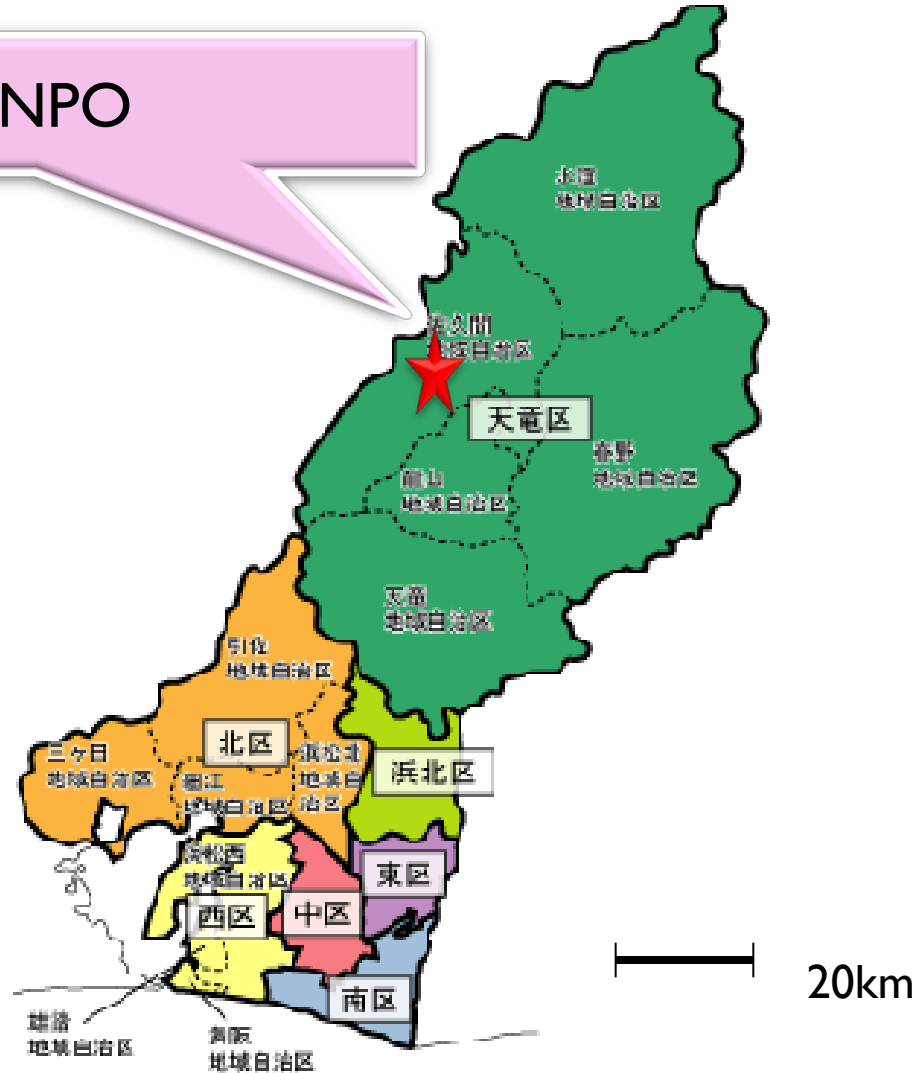 NPO
水窪
地域自治区
佐久間
地域自治区
天竜区
春野
地域自治区
龍山
地域自治区
天竜
地域自治区
引佐
地域自治区
北区
浜松北
地域自
治区
三ヶ日
地域自治区
細江
地域自治区
浜北区
浜松西
地域自治区
東区
西区
中区
南区
20km
雄踏
地域自治区
舞阪
地域自治区